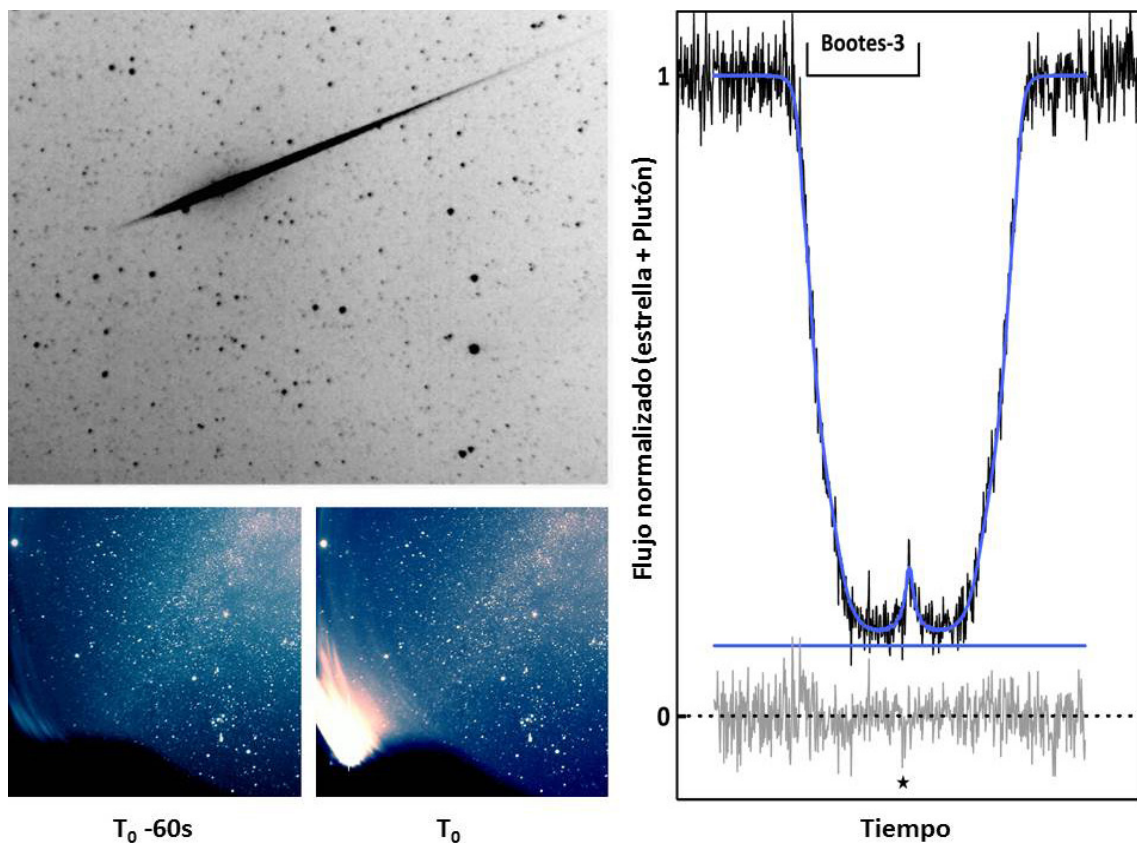 Bootes-3
1
Flujo normalizado (estrella + Plutón)
0
T₀ -60s
T₀
Tiempo